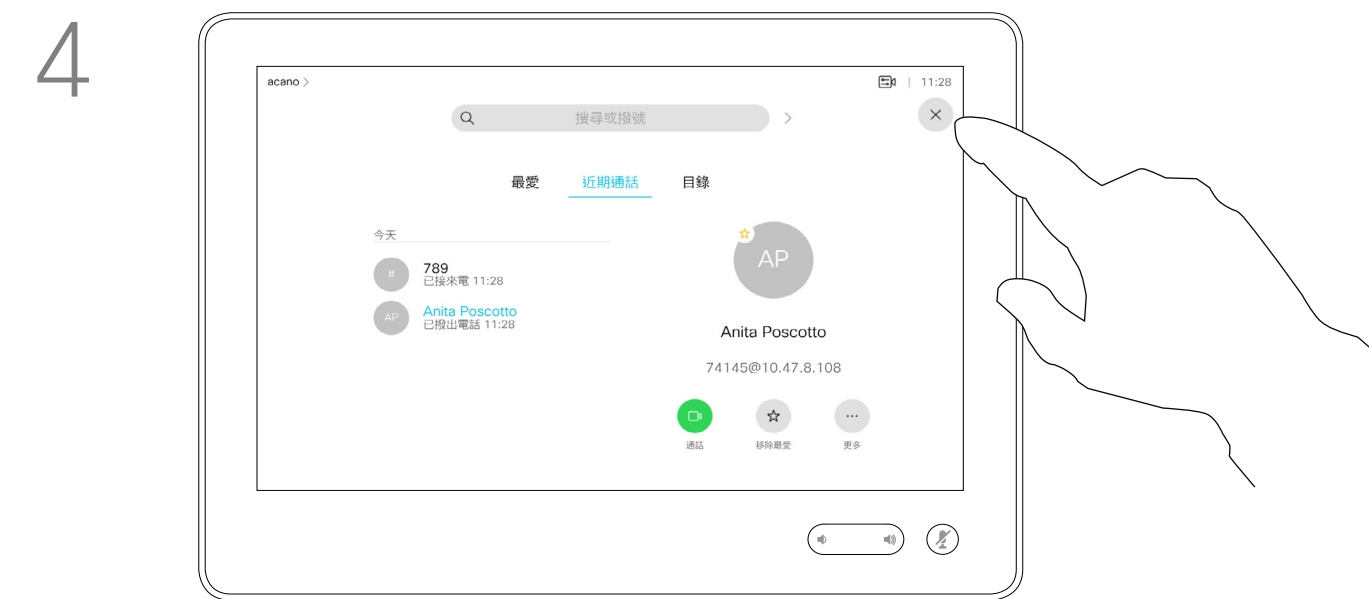 4
acano >
11:28
搜尋或撥號
最愛 近期通話 目錄
今天
#
789
已接來電 11:28
AP
Anita Poscotto
已撥出電話 11:28
AP
Anita Poscotto
74145@10.47.8.108
通話 移除最愛 更多